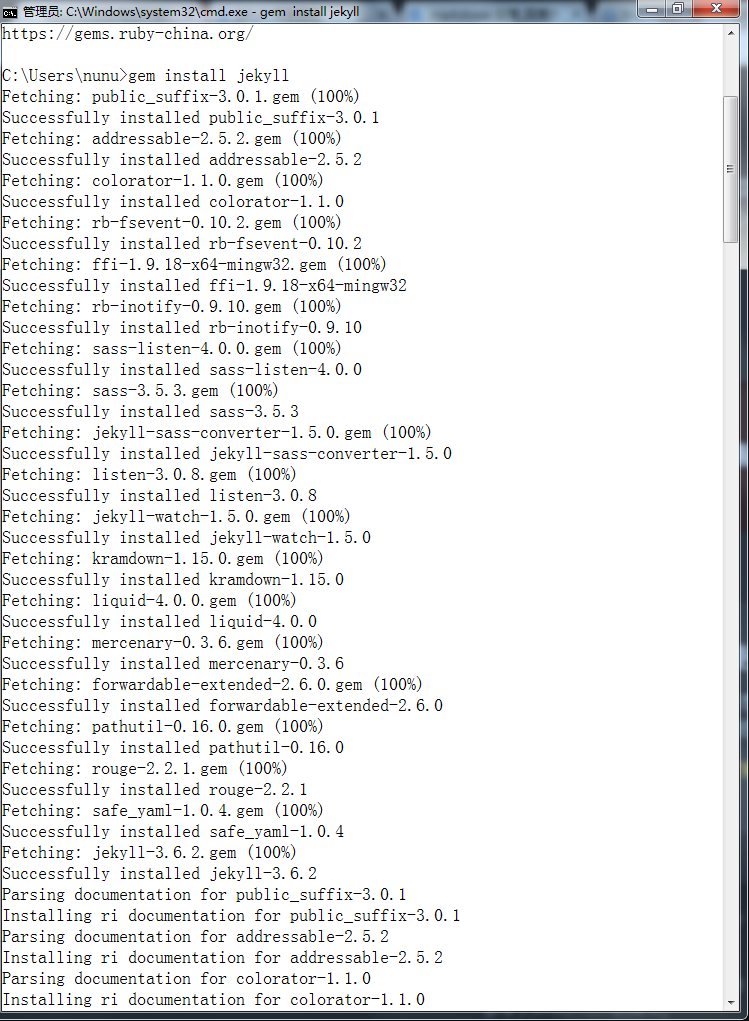 管理员: C:\Windows\system32\cmd.exe - gem  install jekyll
https://gems.ruby-china.org/
C:\Users\nunu>gem install jekyll
Fetching: public_suffix-3.0.1.gem (100%)
Successfully installed public_suffix-3.0.1
Fetching: addressable-2.5.2.gem (100%)
Successfully installed addressable-2.5.2
Fetching: colorator-1.1.0.gem (100%)
Successfully installed colorator-1.1.0
Fetching: rb-fsevent-0.10.2.gem (100%)
Successfully installed rb-fsevent-0.10.2
Fetching: ffi-1.9.18-x64-mingw32.gem (100%)
Successfully installed ffi-1.9.18-x64-mingw32
Fetching: rb-inotify-0.9.10.gem (100%)
Successfully installed rb-inotify-0.9.10
Fetching: sass-listen-4.0.0.gem (100%)
Successfully installed sass-listen-4.0.0
Fetching: sass-3.5.3.gem (100%)
Successfully installed sass-3.5.3
Fetching: jekyll-sass-converter-1.5.0.gem (100%)
Successfully installed jekyll-sass-converter-1.5.0
Fetching: listen-3.0.8.gem (100%)
Successfully installed listen-3.0.8
Fetching: jekyll-watch-1.5.0.gem (100%)
Successfully installed jekyll-watch-1.5.0
Fetching: kramdown-1.15.0.gem (100%)
Successfully installed kramdown-1.15.0
Fetching: liquid-4.0.0.gem (100%)
Successfully installed liquid-4.0.0
Fetching: mercenary-0.3.6.gem (100%)
Successfully installed mercenary-0.3.6
Fetching: forwardable-extended-2.6.0.gem (100%)
Successfully installed forwardable-extended-2.6.0
Fetching: pathutil-0.16.0.gem (100%)
Successfully installed pathutil-0.16.0
Fetching: rouge-2.2.1.gem (100%)
Successfully installed rouge-2.2.1
Fetching: safe_yaml-1.0.4.gem (100%)
Successfully installed safe_yaml-1.0.4
Fetching: jekyll-3.6.2.gem (100%)
Successfully installed jekyll-3.6.2
Parsing documentation for public_suffix-3.0.1
Installing ri documentation for public_suffix-3.0.1
Parsing documentation for addressable-2.5.2
Installing ri documentation for addressable-2.5.2
Parsing documentation for colorator-1.1.0
Installing ri documentation for colorator-1.1.0